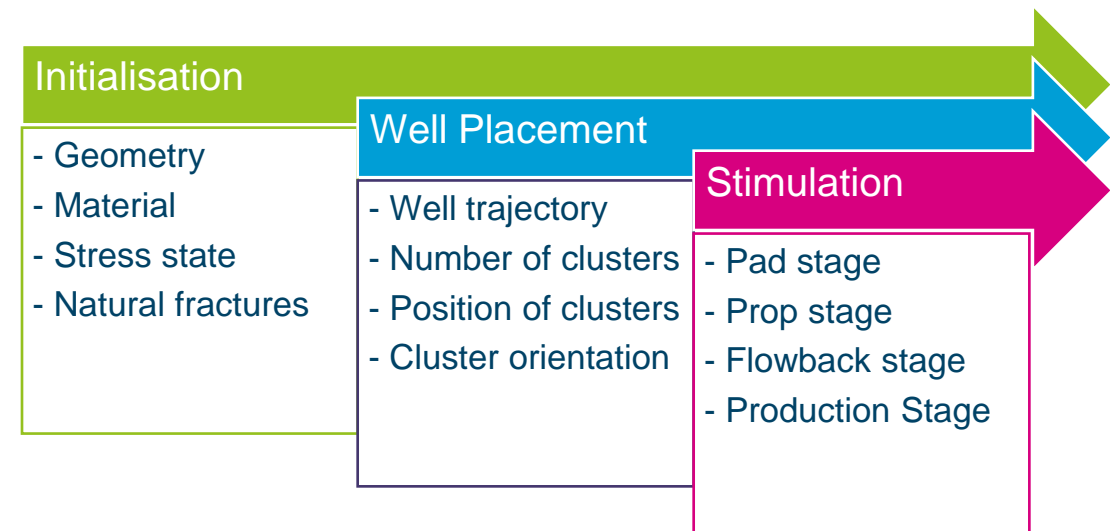 Initialisation
- Geometry
- Material
- Stress state
- Natural fractures
Well Placement
- Well trajectory
- Number of clusters
- Position of clusters
- Cluster orientation
Stimulation
- Pad stage
- Prop stage
- Flowback stage
- Production Stage